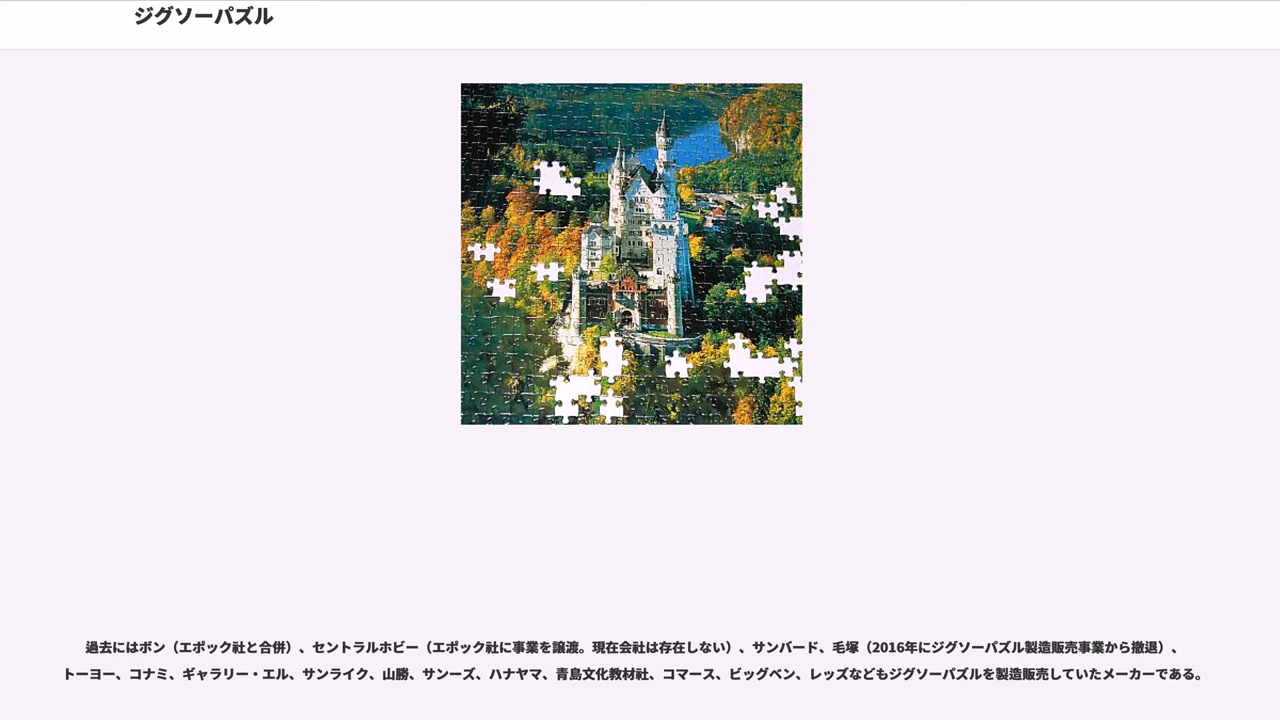 ジグソーパズル
過去にはボン（エポック社と合併）、セントラルホビー（エポック社に事業を譲渡。現在会社は存在しない）、サンバード、毛塚（2016年にジグソーパズル製造販売事業から撤退）、
トーヨー、コナミ、ギャラリー・エル、サンライク、山勝、サンーズ、ハナヤマ、青島文化教材社、コマース、ビッグベン、レッズなどもジグソーパズルを製造販売していたメーカーである。